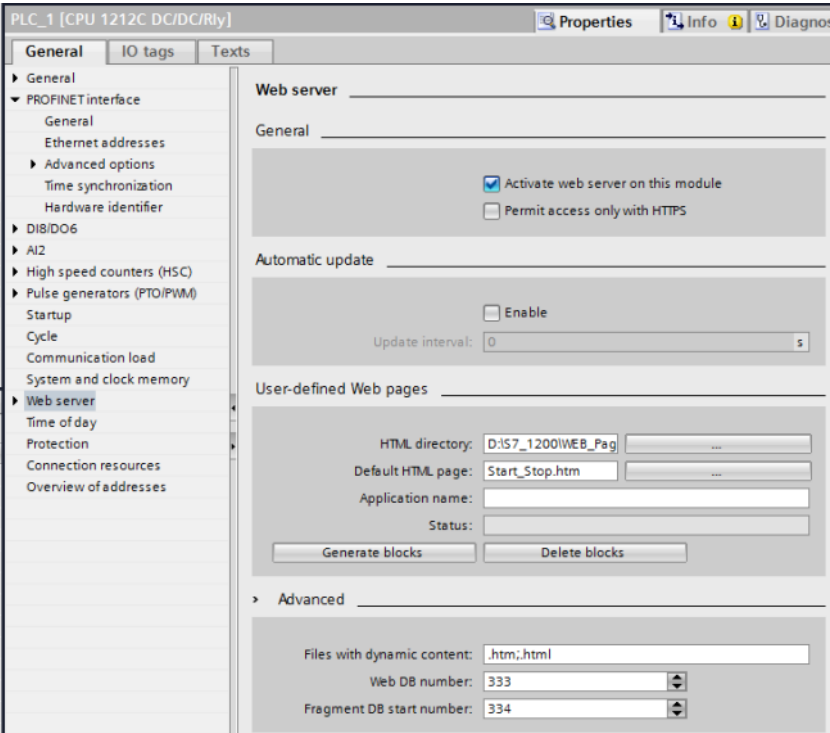 PLC_1 [CPU 1212C DC/DC/Rly]
Properties
Info
Diagnos
General
IO tags
Texts
General
PROFINET interface
General
Ethernet addresses
Advanced options
Time synchronization
Hardware identifier
DI8/DO6
AI2
High speed counters (HSC)
Pulse generators (PTO/PWM)
Startup
Cycle
Communication load
System and clock memory
Web server
Time of day
Protection
Connection resources
Overview of addresses
Web server
General
Activate web server on this module
Permit access only with HTTPS
Automatic update
Enable
Update interval: 0 s
User-defined Web pages
HTML directory: D:\S7_1200\WEB_Pag ...
Default HTML page: Start_Stop.htm ...
Application name:
Status:
Generate blocks Delete blocks
Advanced
Files with dynamic content: .htm;.html
Web DB number: 333
Fragment DB start number: 334